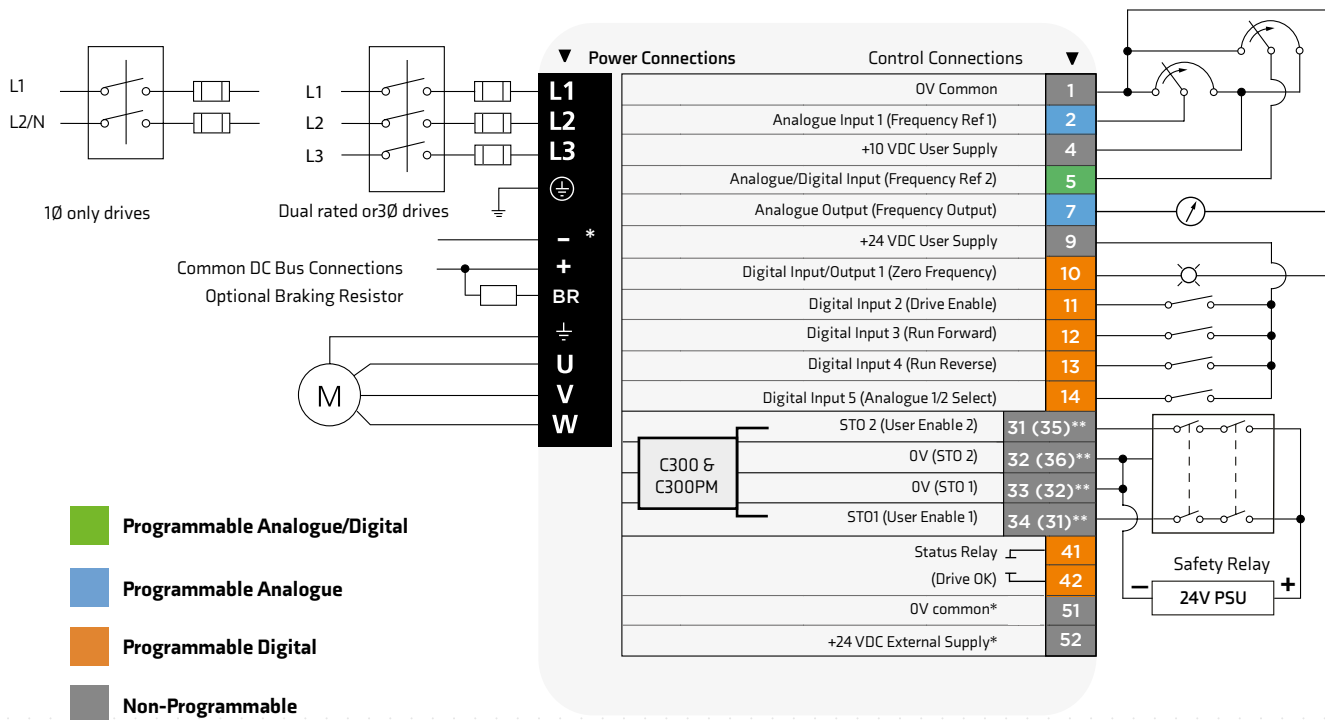 ▼ Power Connections
Control Connections ▼
L1
L2/N
1Ø only drives
L1
L2
L3
Dual rated or3Ø drives
L1
L2
L3
– *
+
BR
U
V
W
Common DC Bus Connections
Optional Braking Resistor
M
0V Common 1
Analogue Input 1 (Frequency Ref 1) 2
+10 VDC User Supply 4
Analogue/Digital Input (Frequency Ref 2) 5
Analogue Output (Frequency Output) 7
+24 VDC User Supply 9
Digital Input/Output 1 (Zero Frequency) 10
Digital Input 2 (Drive Enable) 11
Digital Input 3 (Run Forward) 12
Digital Input 4 (Run Reverse) 13
Digital Input 5 (Analogue 1/2 Select) 14
STO 2 (User Enable 2) 31 (35)**
0V (STO 2) 32 (36)**
0V (STO 1) 33 (32)**
STO1 (User Enable 1) 34 (31)**
C300 &
C300PM
Status Relay 41
(Drive OK) 42
0V common* 51
+24 VDC External Supply* 52
Safety Relay
– 24V PSU +
Programmable Analogue/Digital
Programmable Analogue
Programmable Digital
Non-Programmable